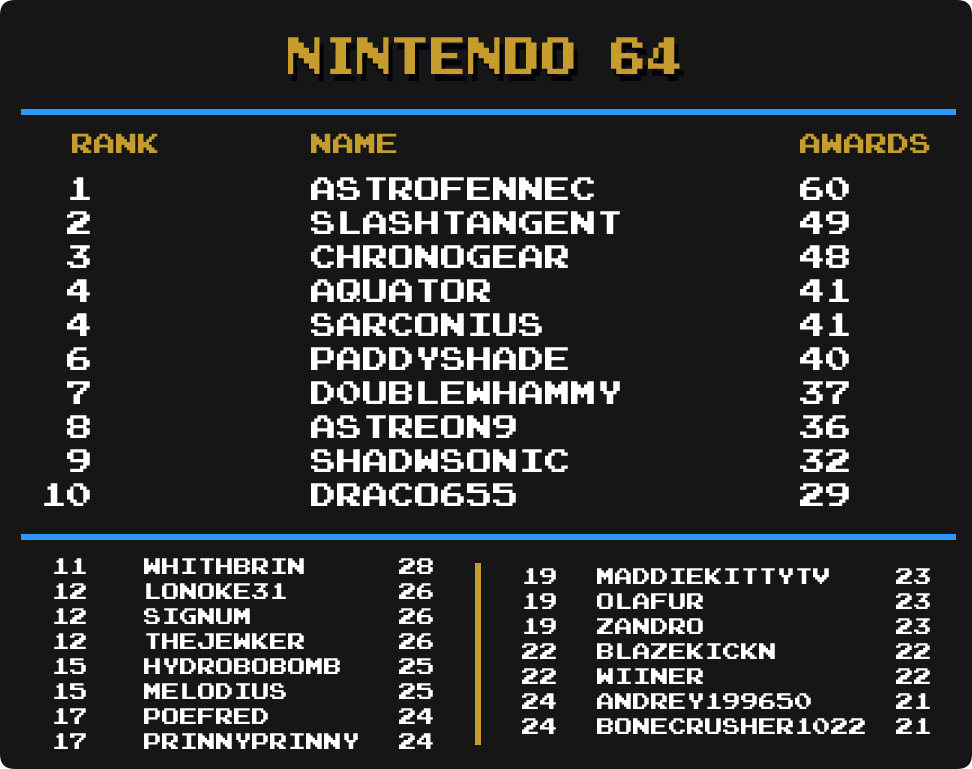 NINTENDO 64
RANK NAME AWARDS
1 ASTROFENNEC 60
2 SLASHTANGENT 49
3 CHRONOGEAR 48
4 AQUATOR 41
4 SARCONIUS 41
6 PADDYSHADE 40
7 DOUBLEWHAMMY 37
8 ASTREON9 36
9 SHADWSONIC 32
10 DRACO655 29
11 WHITHBRIN 28
12 LONOKE31 26
12 SIGNUM 26
12 THEJEWKER 26
15 HYDROBOBOMB 25
15 MELODIUS 25
17 POEFRED 24
17 PRINNYPRINNY 24
19 MADDIEKITTYTV 23
19 OLAFUR 23
19 ZANDRO 23
22 BLAZEKICKN 22
22 WIINER 22
24 ANDREY199650 21
24 BONECRUSHER1022 21